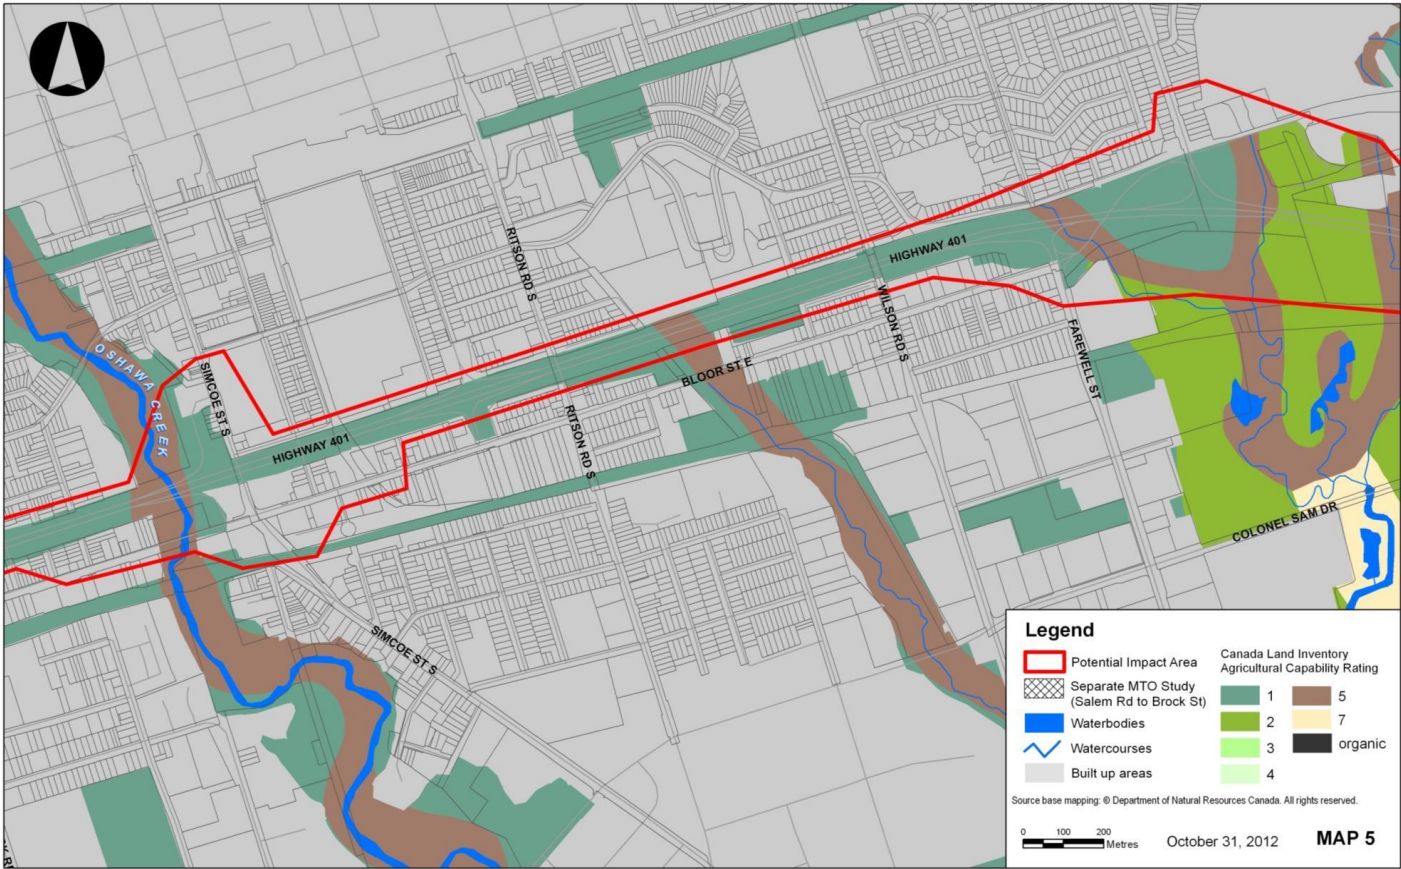 RITSON RD S
HIGHWAY 401
OSHAWA CREEK
SIMCOE ST S
WILSON RD S
FAREWELL ST
BLOOR ST E
HIGHWAY 401
RITSON RD S
COLONEL SAM DR
SIMCOE ST S
Legend
Potential Impact Area
Separate MTO Study
(Salem Rd to Brock St)
Waterbodies
Watercourses
Built up areas
Canada Land Inventory
Agricultural Capability Rating
1
2
3
4
5
7
organic
Source base mapping: © Department of Natural Resources Canada. All rights reserved.
0 100 200
Metres
October 31, 2012
MAP 5